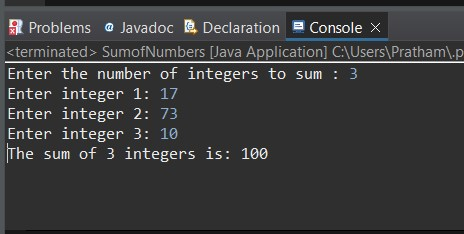 Problems @ Javadoc Declaration Console
<terminated> SumofNumbers [Java Application] C:\Users\Pratham\.p
Enter the number of integers to sum : 3
Enter integer 1: 17
Enter integer 2: 73
Enter integer 3: 10
The sum of 3 integers is: 100